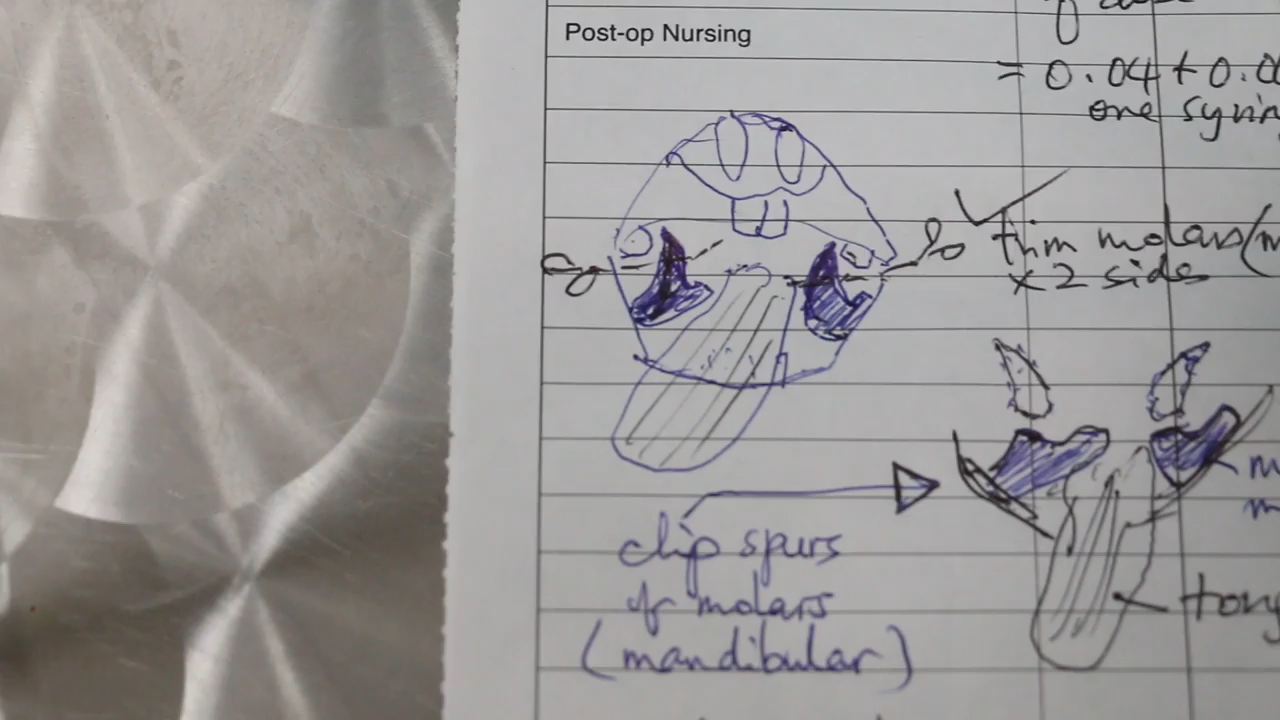 Post-op Nursing
= 0.04 + 0.0
one syrin
trim molars (m
x 2 sides
clip spurs
of molars
(mandibular)
m
m
tong